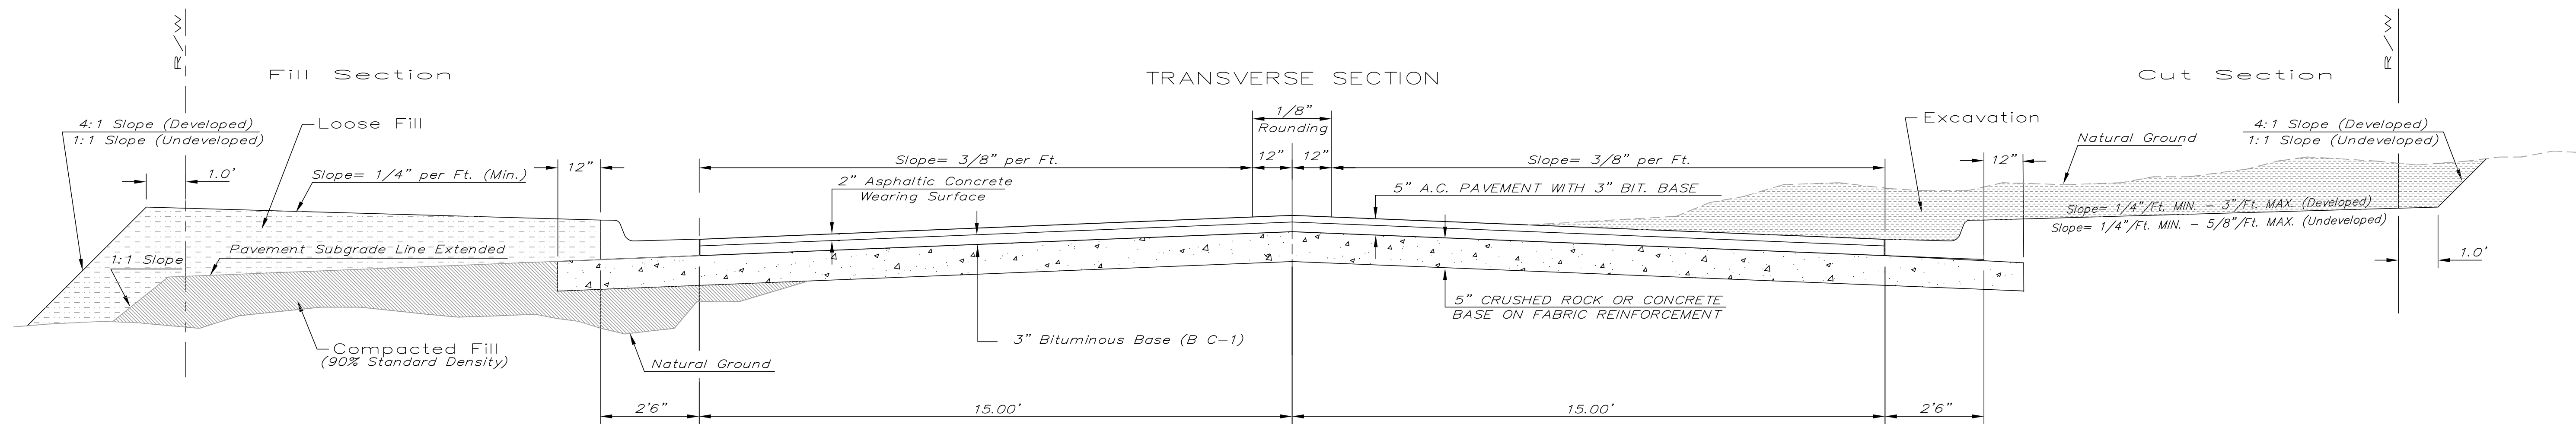 R/W
R/W
Fill Section
TRANSVERSE SECTION
Cut Section
4:1 Slope (Developed)
1:1 Slope (Undeveloped)
Loose Fill
1/8"
Rounding
Excavation
Natural Ground
4:1 Slope (Developed)
1:1 Slope (Undeveloped)
12"
Slope= 3/8" per Ft.
12"
12"
Slope= 3/8" per Ft.
12"
1.0'
Slope= 1/4" per Ft. (Min.)
2" Asphaltic Concrete
Wearing Surface
5" A.C. PAVEMENT WITH 3" BIT. BASE
Slope= 1/4"/Ft. MIN. - 3"/Ft. MAX. (Developed)
Slope= 1/4"/Ft. MIN. - 5/8"/Ft. MAX. (Undeveloped)
Pavement Subgrade Line Extended
1:1 Slope
1.0'
5" CRUSHED ROCK OR CONCRETE
BASE ON FABRIC REINFORCEMENT
3" Bituminous Base (B C-1)
Compacted Fill
(90% Standard Density)
Natural Ground
2'6"
15.00'
15.00'
2'6"